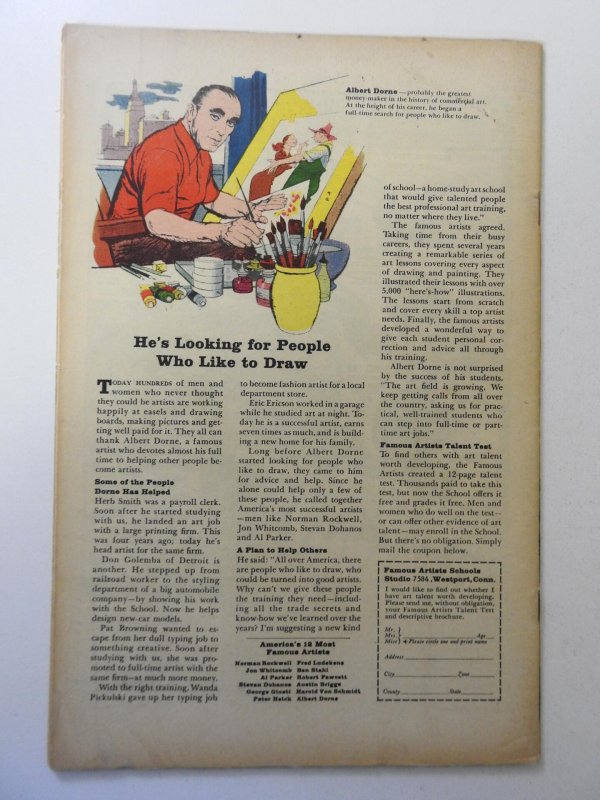 Albert Dorne—probably the greatest
money-maker in the history of commercial art.
At the height of his career, he began a
full-time search for people who like to draw.
He's Looking for People
Who Like to Draw
TODAY HUNDREDS of men and
women who never thought
they could be artists are working
happily at easels and drawing
boards, making pictures and get-
ting well paid for it. They all can
thank Albert Dorne, a famous
artist who devotes almost his full
time to helping other people be-
come artists.
Some of the People
Dorne Has Helped
Herb Smith was a payroll clerk.
Soon after he started studying
with us, he landed an art job
with a large printing firm. This
was four years ago; today he's
head artist for the same firm.
Don Golemba of Detroit is
another. He stepped up from
railroad worker to the styling
department of a big automobile
company—by showing his work
with the School. Now he helps
design new-car models.
Pat Browning wanted to es-
cape from her dull typing job to
something creative. Soon after
studying with us, she was pro-
moted to full-time artist with the
same firm—at much more money.
With the right training, Wanda
Pickulski gave up her typing job
to become fashion artist for a local
department store.
Eric Ericson worked in a garage
while he studied art at night. To-
day he is a successful artist, earns
seven times as much, and is build-
ing a new home for his family.
Long before Albert Dorne
started looking for people who
like to draw, they came to him
for advice and help. Since he
alone could help only a few of
these people, he called together
America's most successful artists
—men like Norman Rockwell,
Jon Whitcomb, Stevan Dohanos
and Al Parker.
A Plan to Help Others
He said: "All over America, there
are people who like to draw, who
could be turned into good artists.
Why can't we give these people
the training they need—includ-
ing all the trade secrets and
know-how we've learned over the
years? I'm suggesting a new kind
America's 12 Most
Famous Artists
Norman Rockwell Fred Ludekens
Jon Whitcomb Ben Stahl
Al Parker Robert Fawcett
Stevan Dohanos Austin Briggs
George Giusti Harold Von Schmidt
Peter Helck Albert Dorne
of school—a home-study art school
that would give talented people
the best professional art training,
no matter where they live."
The famous artists agreed.
Taking time from their busy
careers, they spent several years
creating a remarkable series of
art lessons covering every aspect
of drawing and painting. They
illustrated their lessons with over
5,000 "here's-how" illustrations.
The lessons start from scratch
and cover every skill a top artist
needs. Finally, the famous artists
developed a wonderful way to
give each student personal cor-
rection and advice all through
his training.
Albert Dorne is not surprised
by the success of his students.
"The art field is growing. We
keep getting calls from all over
the country, asking us for prac-
tical, well-trained students who
can step into full-time or part-
time art jobs."
Famous Artists Talent Test
To find others with art talent
worth developing, the Famous
Artists created a 12-page talent
test. Thousands paid to take this
test, but now the School offers it
free and grades it free. Men and
women who do well on the test—
or can offer other evidence of art
talent—may enroll in the School.
But there's no obligation. Simply
mail the coupon below.
Famous Artists Schools
Studio 7584, Westport, Conn.
I would like to find out whether I
have art talent worth developing.
Please send me, without obligation,
your Famous Artists Talent Test
and descriptive brochure.
Mr.
Mrs. Age
Miss Please circle one and print name
Address
City Zone
County State